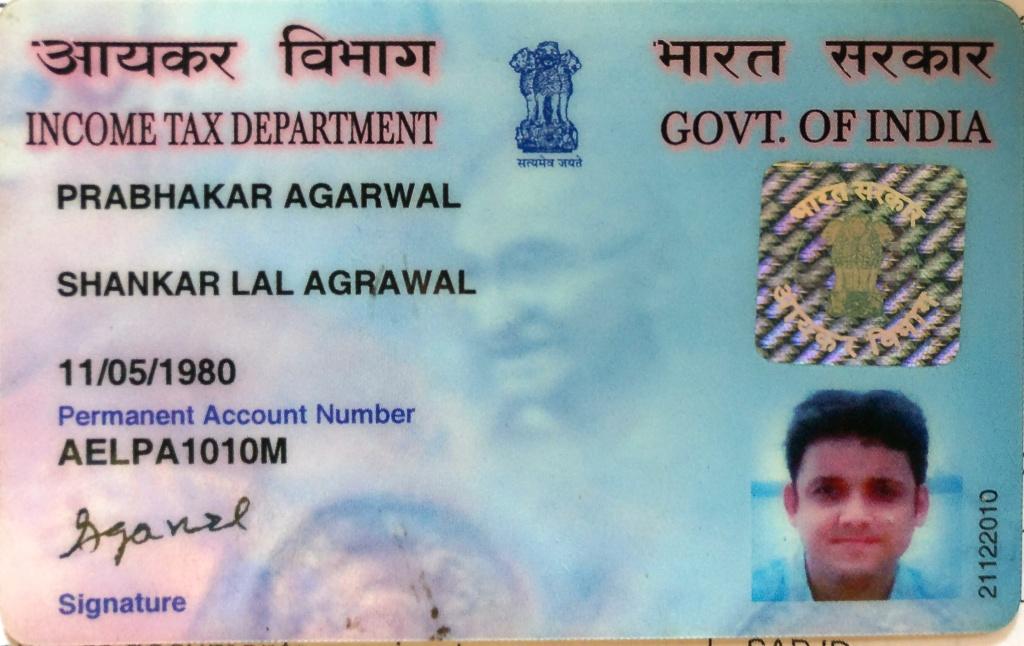 आयकर विभाग
भारत सरकार
INCOME TAX DEPARTMENT
GOVT. OF INDIA
सत्यमेव जयते
PRABHAKAR AGARWAL
SHANKAR LAL AGRAWAL
11/05/1980
Permanent Account Number
AELPA1010M
Signature
भारत सरकार
आयकर विभाग
21122010